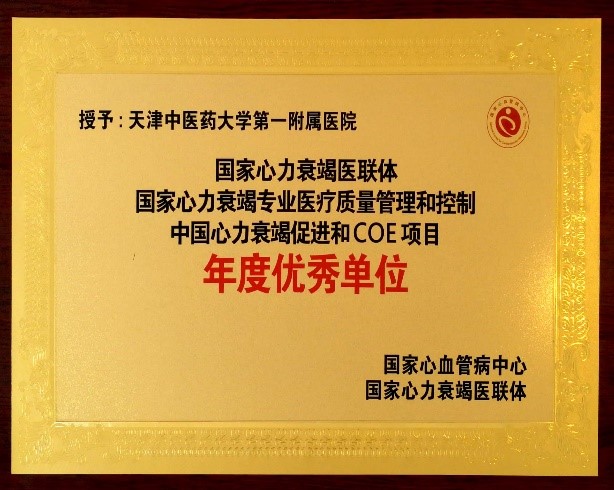 授予：天津中医药大学第一附属医院
国家心力衰竭医联体
国家心力衰竭专业医疗质量管理和控制
中国心力衰竭促进和COE项目
年度优秀单位
国家心血管病中心
国家心力衰竭医联体